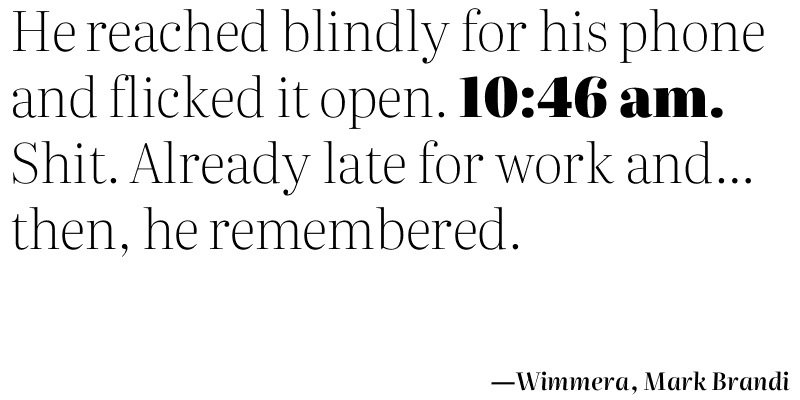 He reached blindly for his phone
and flicked it open. 10:46 am.
Shit. Already late for work and...
then, he remembered.
—Wimmera, Mark Brandi